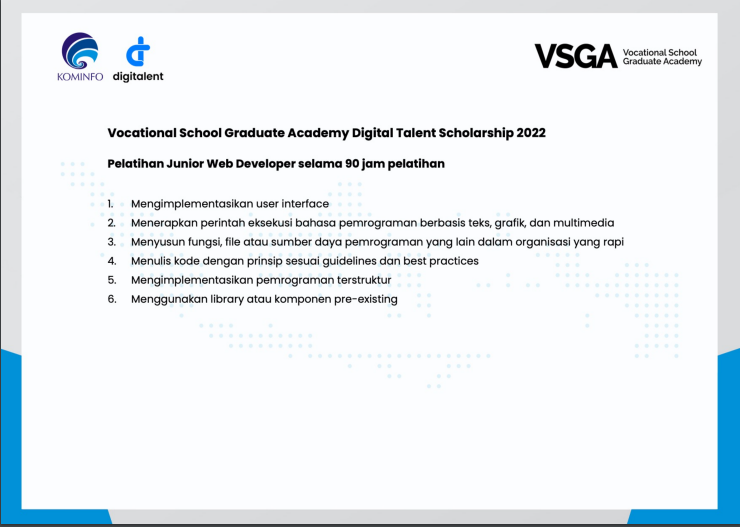 KOMINFO
digitalent
VSGA
Vocational School
Graduate Academy
Vocational School Graduate Academy Digital Talent Scholarship 2022
Pelatihan Junior Web Developer selama 90 jam pelatihan
1. Mengimplementasikan user interface
2. Menerapkan perintah eksekusi bahasa pemrograman berbasis teks, grafik, dan multimedia
3. Menyusun fungsi, file atau sumber daya pemrograman yang lain dalam organisasi yang rapi
4. Menulis kode dengan prinsip sesuai guidelines dan best practices
5. Mengimplementasikan pemrograman terstruktur
6. Menggunakan library atau komponen pre-existing